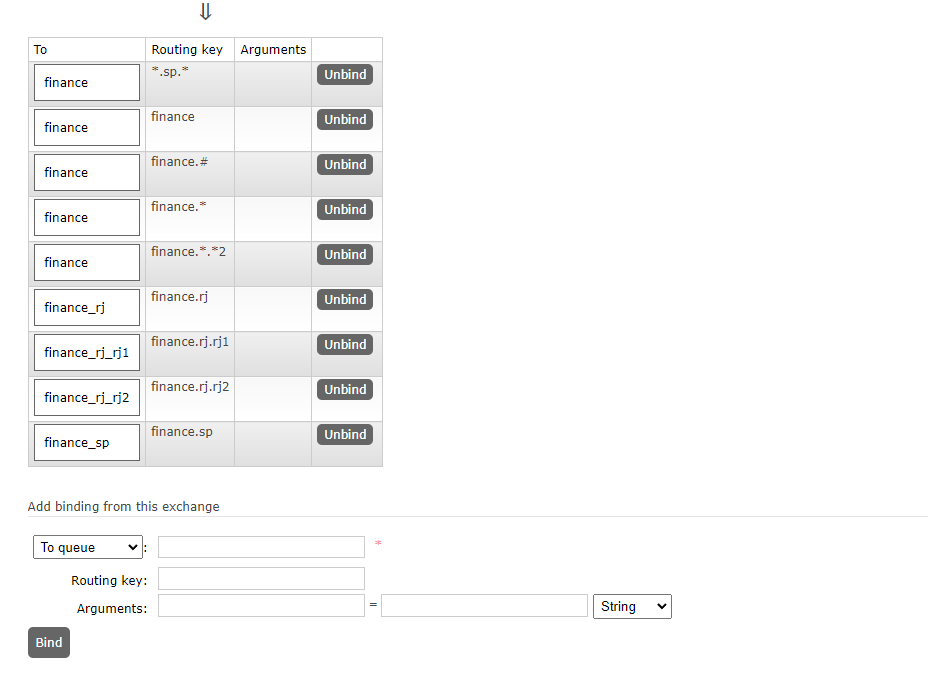 ⇓
To Routing key Arguments
finance *.sp.* Unbind
finance finance Unbind
finance finance.# Unbind
finance finance.* Unbind
finance finance.*.*2 Unbind
finance_rj finance.rj Unbind
finance_rj_rj1 finance.rj.rj1 Unbind
finance_rj_rj2 finance.rj.rj2 Unbind
finance_sp finance.sp Unbind
Add binding from this exchange
To queue : *
Routing key:
Arguments: = String
Bind